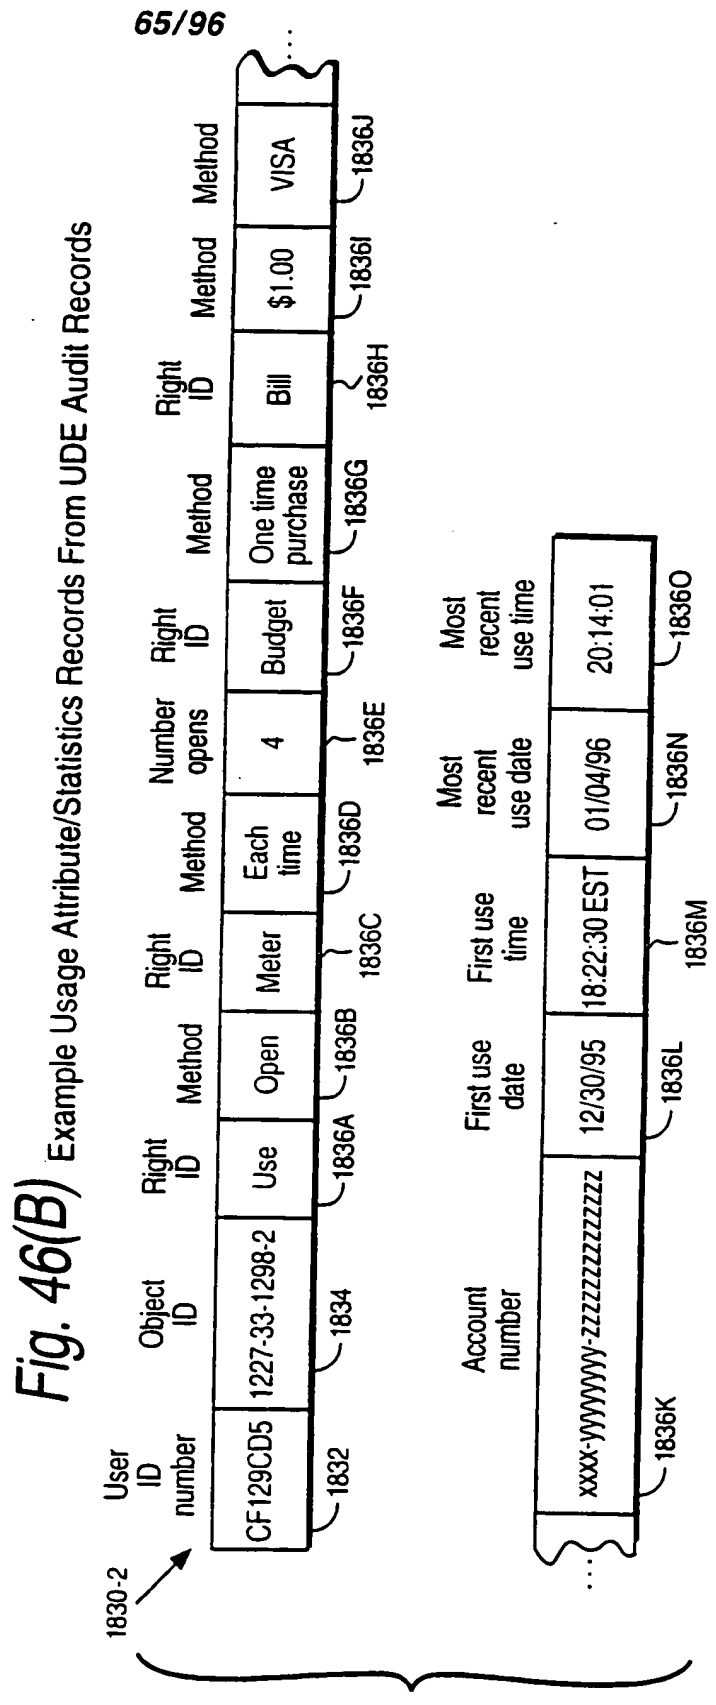 65/96
Fig. 46(B) Example Usage Attribute/Statistics Records From UDE Audit Records
1830-2
User ID number
Object ID
Right ID
Method
Right ID
Method
Number opens
Right ID
Method
Right ID
Method
Method
CF129CD5
1227-33-1298-2
Use
Open
Meter
Each time
4
Budget
One time purchase
Bill
$1.00
VISA
...
1832
1834
1836A
1836B
1836C
1836D
1836E
1836F
1836G
1836H
1836I
1836J
Account number
First use date
First use time
Most recent use date
Most recent use time
...
xxxx-yyyyyyyy-zzzzzzzzzzzzzzz
12/30/95
18:22:30 EST
01/04/96
20:14:01
1836K
1836L
1836M
1836N
1836O